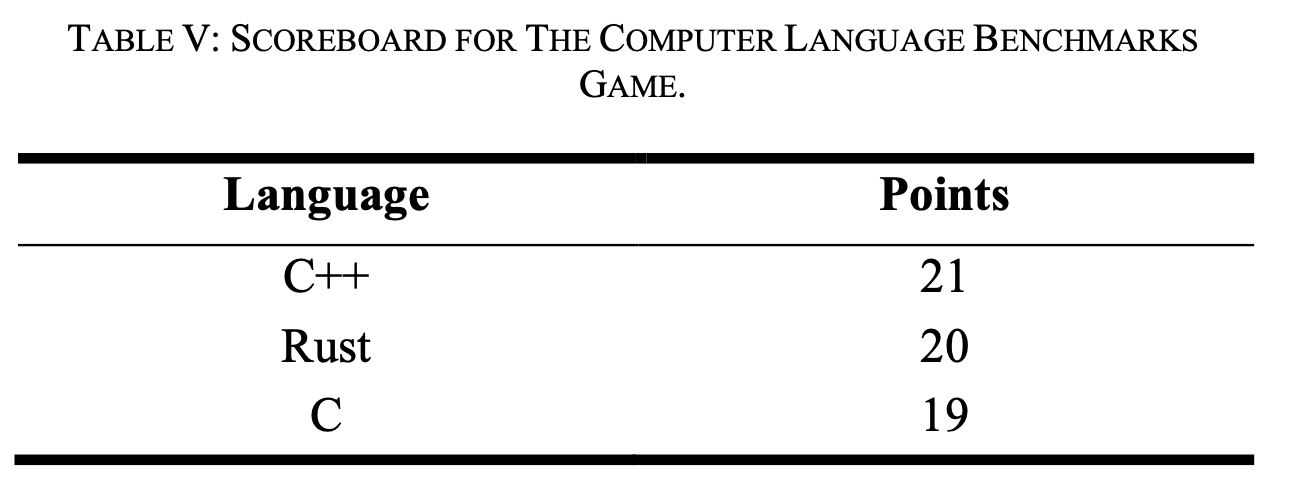 TABLE V: SCOREBOARD FOR THE COMPUTER LANGUAGE BENCHMARKS
GAME.
Language Points
C++ 21
Rust 20
C 19